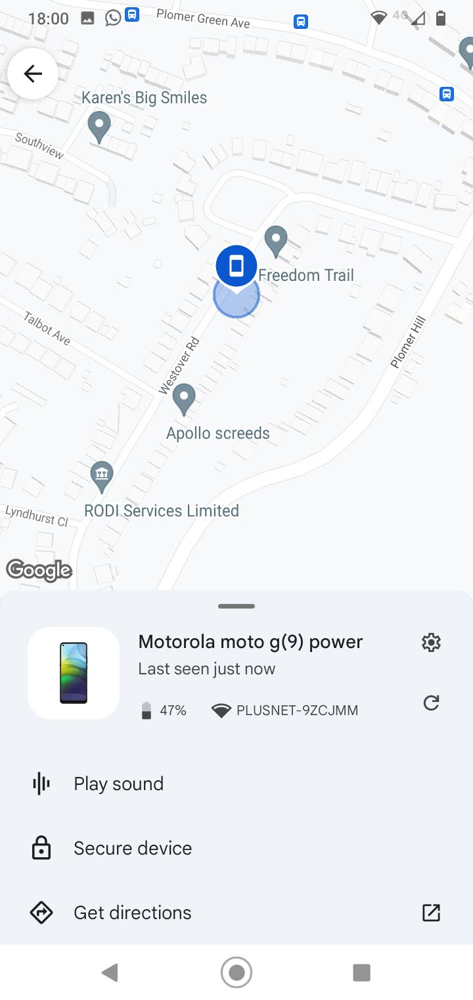 18:00
4G
Plomer Green Ave
Karen's Big Smiles
Southview
Freedom Trail
Talbot Ave
Westover Rd
Plomer Hill
Apollo screeds
RODI Services Limited
Lyndhurst Cl
Google
Motorola moto g(9) power
Last seen just now
47% PLUSNET-9ZCJMM
Play sound
Secure device
Get directions